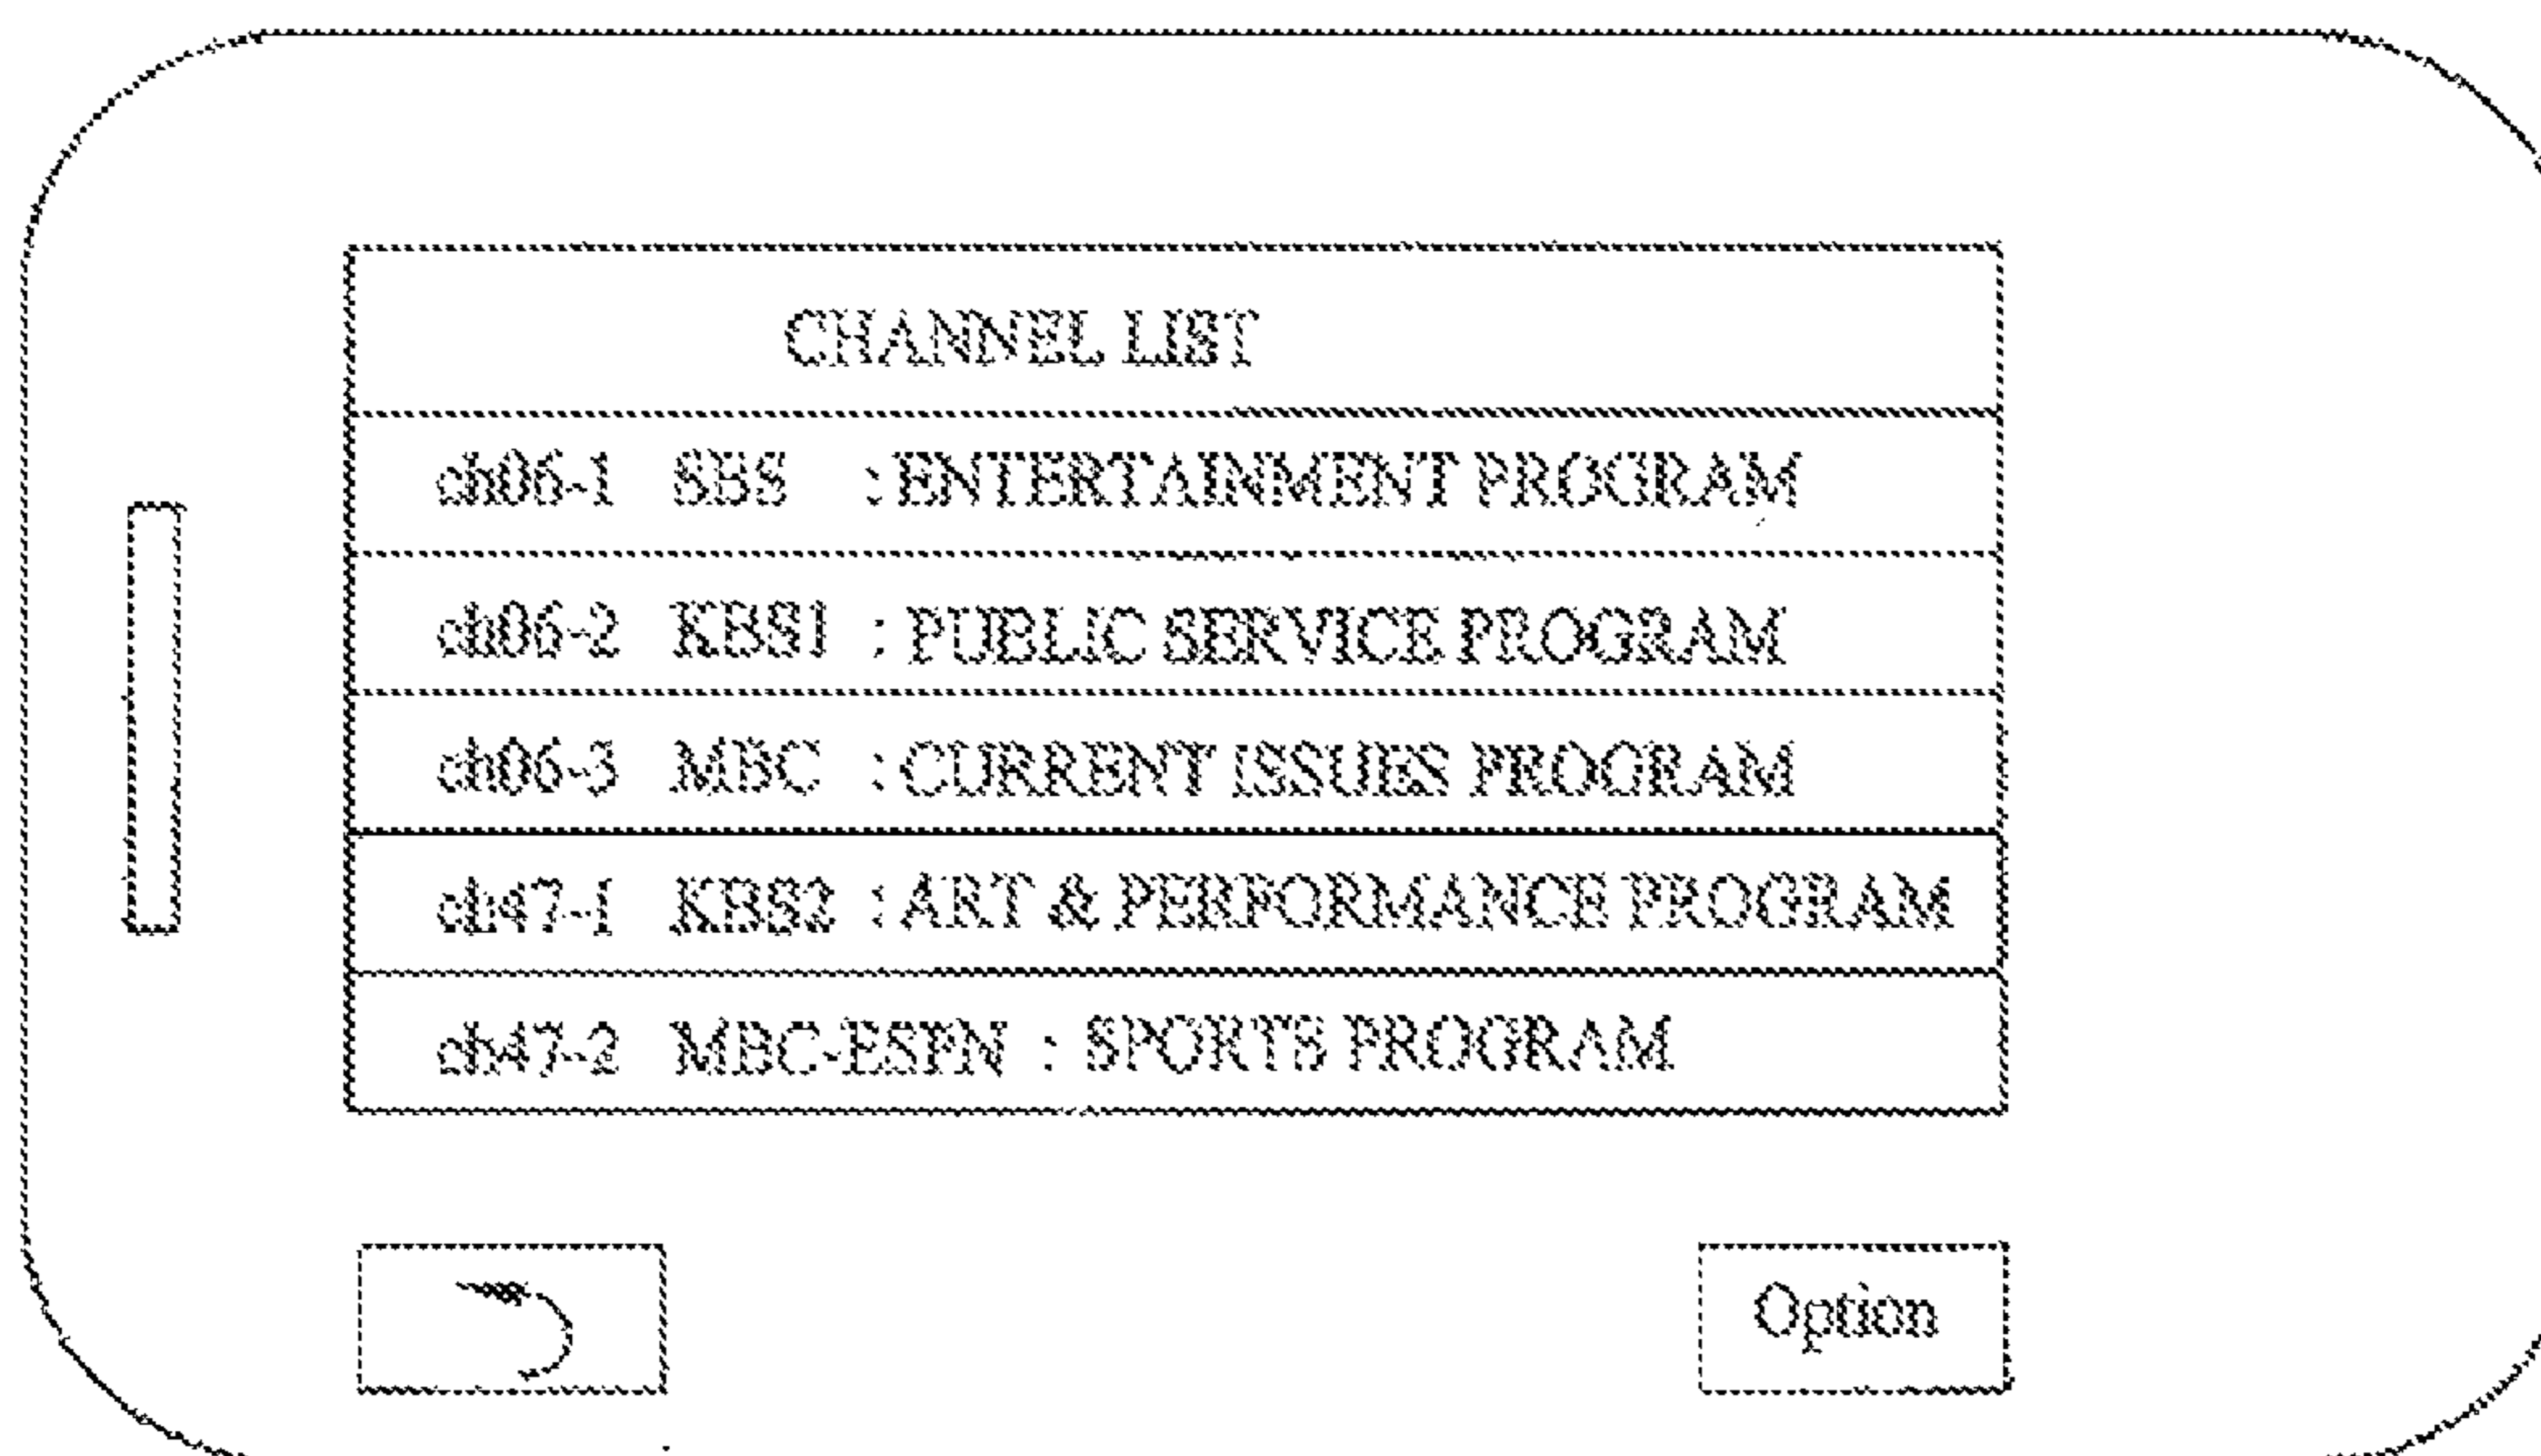 CHANNEL LIST
ch06-1 SBS : ENTERTAINMENT PROGRAM
ch06-2 KBS1 : PUBLIC SERVICE PROGRAM
ch06-3 MBC : CURRENT ISSUES PROGRAM
ch47-1 KBS2 : ART & PERFORMANCE PROGRAM
ch47-2 MBC-ESPN : SPORTS PROGRAM
Option